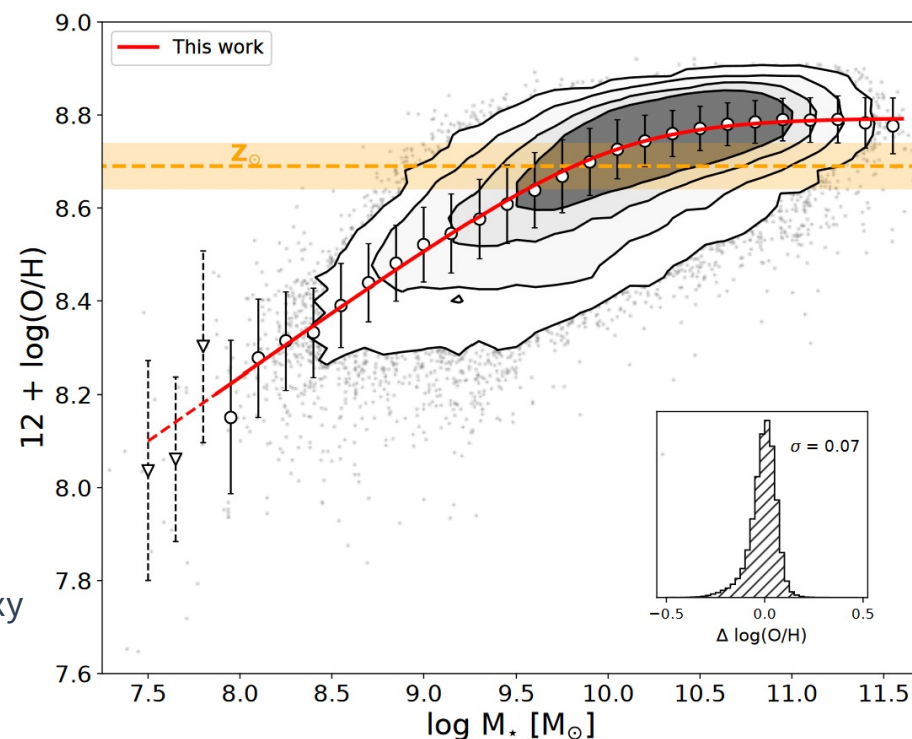 9.0
This work
8.8
Z⊙
8.6
12 + log(O/H)
8.4
8.2
8.0
σ = 0.07
7.8
xy
−0.5 0.0 0.5
Δ log(O/H)
7.6
7.5 8.0 8.5 9.0 9.5 10.0 10.5 11.0 11.5
log M⋆ [M⊙]